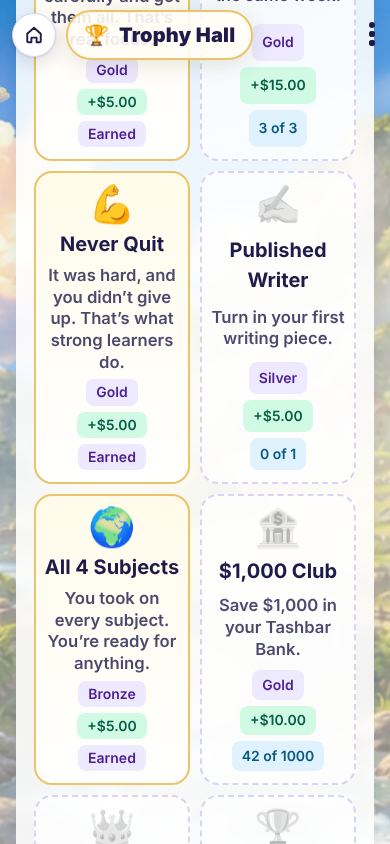 Trophy Hall
Gold
+$5.00
Earned
Gold
+$15.00
3 of 3
Never Quit
It was hard, and
you didn’t give
up. That’s what
strong learners
do.
Gold
+$5.00
Earned
Published
Writer
Turn in your first
writing piece.
Silver
+$5.00
0 of 1
All 4 Subjects
You took on
every subject.
You’re ready for
anything.
Bronze
+$5.00
Earned
$1,000 Club
Save $1,000 in
your Tashbar
Bank.
Gold
+$10.00
42 of 1000